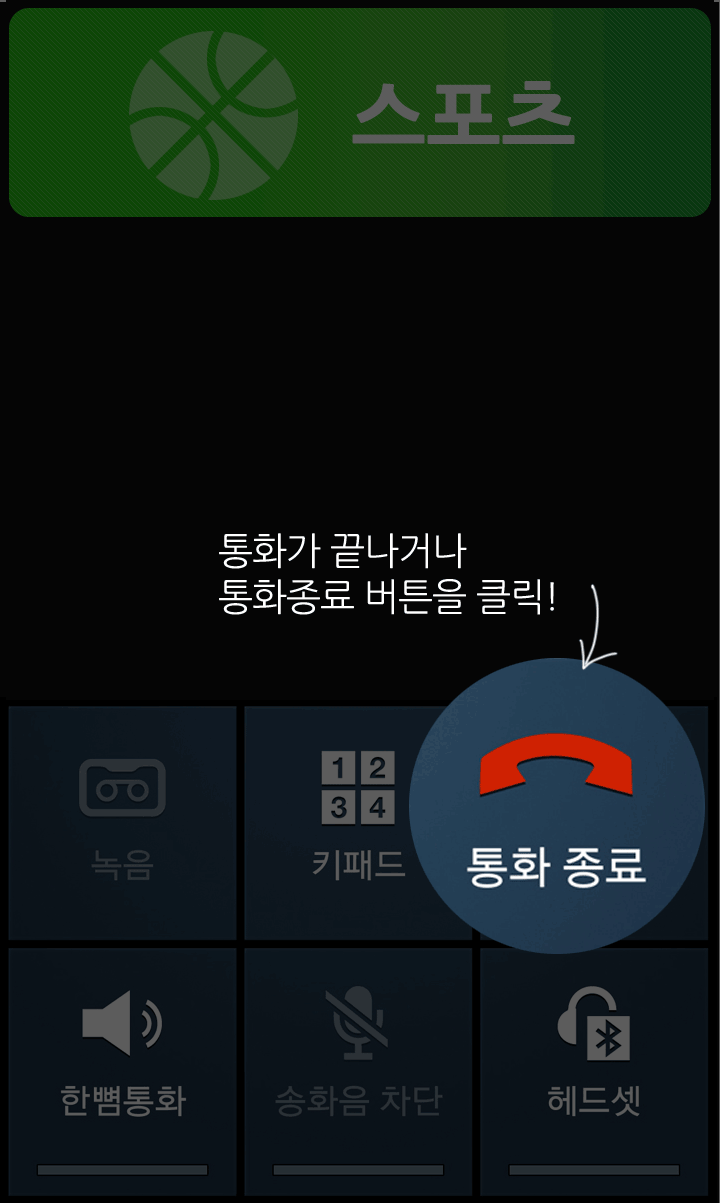 스포츠
통화가 끝나거나
통화종료 버튼을 클릭!
1 2
3 4
녹음
키패드
통화 종료
한뼘통화
송화음 차단
헤드셋